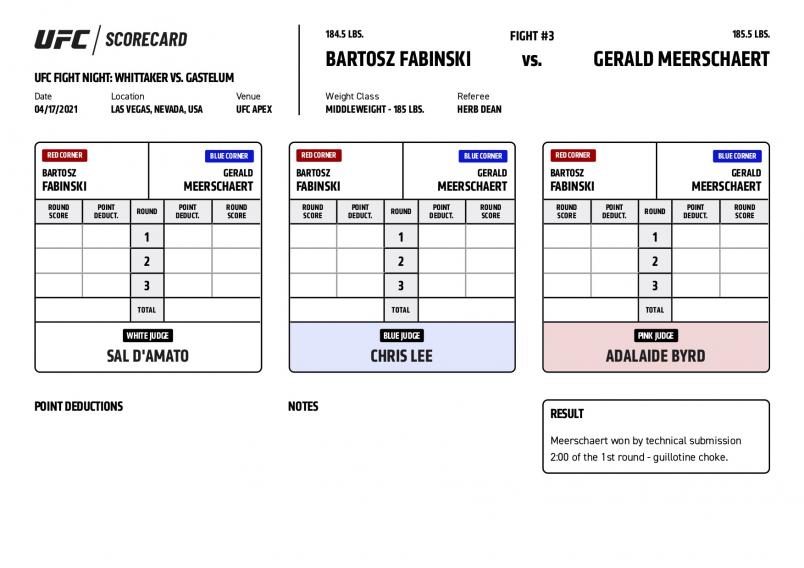 UFC / SCORECARD
UFC FIGHT NIGHT: WHITTAKER VS. GASTELUM
Date Location Venue
04/17/2021 LAS VEGAS, NEVADA, USA UFC APEX
184.5 LBS. FIGHT #3 185.5 LBS.
BARTOSZ FABINSKI VS. GERALD MEERSCHAERT
Weight Class Referee
MIDDLEWEIGHT - 185 LBS. HERB DEAN
RED CORNER BLUE CORNER
BARTOSZ GERALD
FABINSKI MEERSCHAERT
ROUND SCORE POINT DEDUCT. ROUND POINT DEDUCT. ROUND SCORE
1
2
3
TOTAL
WHITE JUDGE
SAL D'AMATO
RED CORNER BLUE CORNER
BARTOSZ GERALD
FABINSKI MEERSCHAERT
ROUND SCORE POINT DEDUCT. ROUND POINT DEDUCT. ROUND SCORE
1
2
3
TOTAL
BLUE JUDGE
CHRIS LEE
RED CORNER BLUE CORNER
BARTOSZ GERALD
FABINSKI MEERSCHAERT
ROUND SCORE POINT DEDUCT. ROUND POINT DEDUCT. ROUND SCORE
1
2
3
TOTAL
PINK JUDGE
ADALAIDE BYRD
POINT DEDUCTIONS
NOTES
RESULT
Meerschaert won by technical submission
2:00 of the 1st round - guillotine choke.